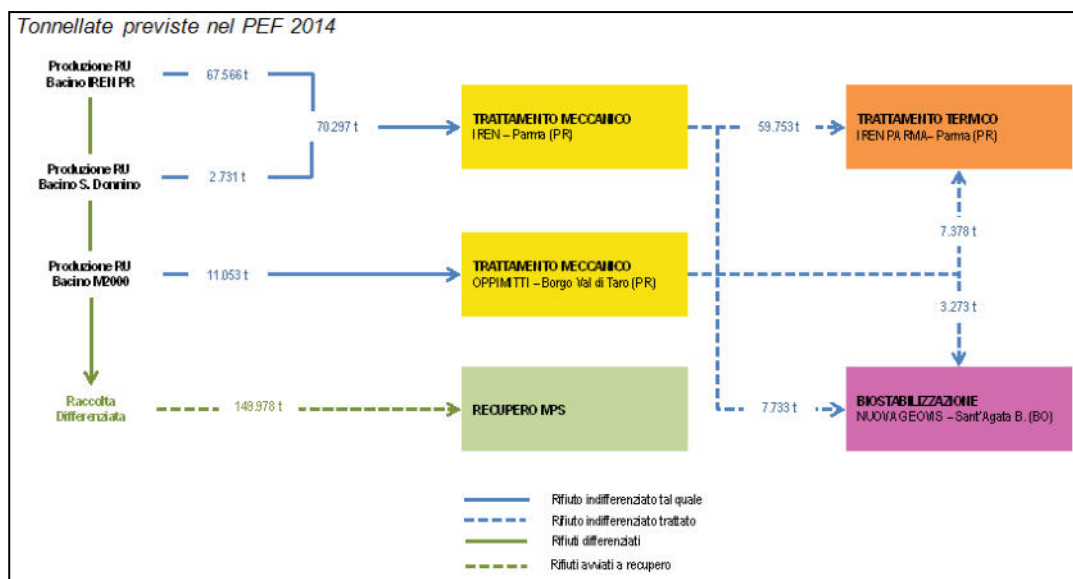 Tonnellate previste nel PEF 2014
Produzione RU
Bacino IREN PR
67.566 t
70.297 t
TRATTAMENTO MECCANICO
IREN – Parma (PR)
59.753 t
TRATTAMENTO TERMICO
IREN PARMA– Parma (PR)
Produzione RU
Bacino S. Donnino
2.731 t
7.378 t
Produzione RU
Bacino M2000
11.053 t
TRATTAMENTO MECCANICO
OPPIMITTI – Borgo Val di Taro (PR)
3.273 t
Raccolta
Differenziata
149.978 t
RECUPERO MPS
7.733 t
BIOSTABILIZZAZIONE
NUOVA GEOVIS – Sant'Agata B. (BO)
Rifiuto indifferenziato tal quale
Rifiuto indifferenziato trattato
Rifiuti differenziati
Rifiuti avviati a recupero